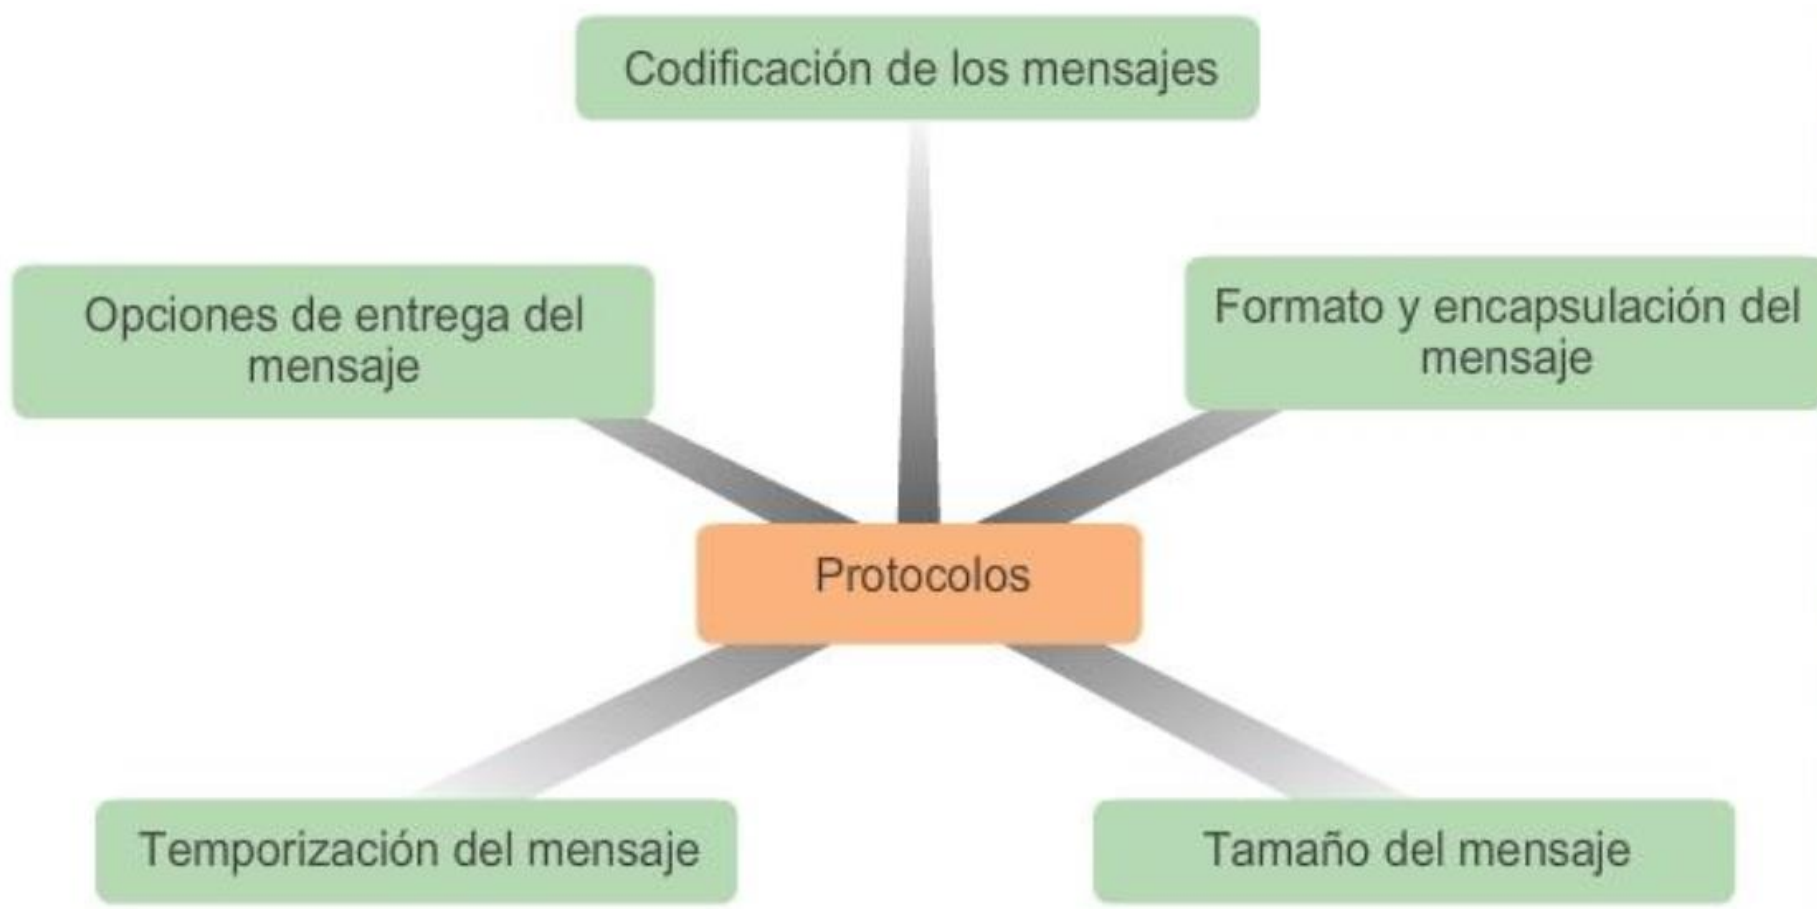 Codificación de los mensajes
Opciones de entrega del
mensaje
Formato y encapsulación del
mensaje
Protocolos
Temporización del mensaje
Tamaño del mensaje